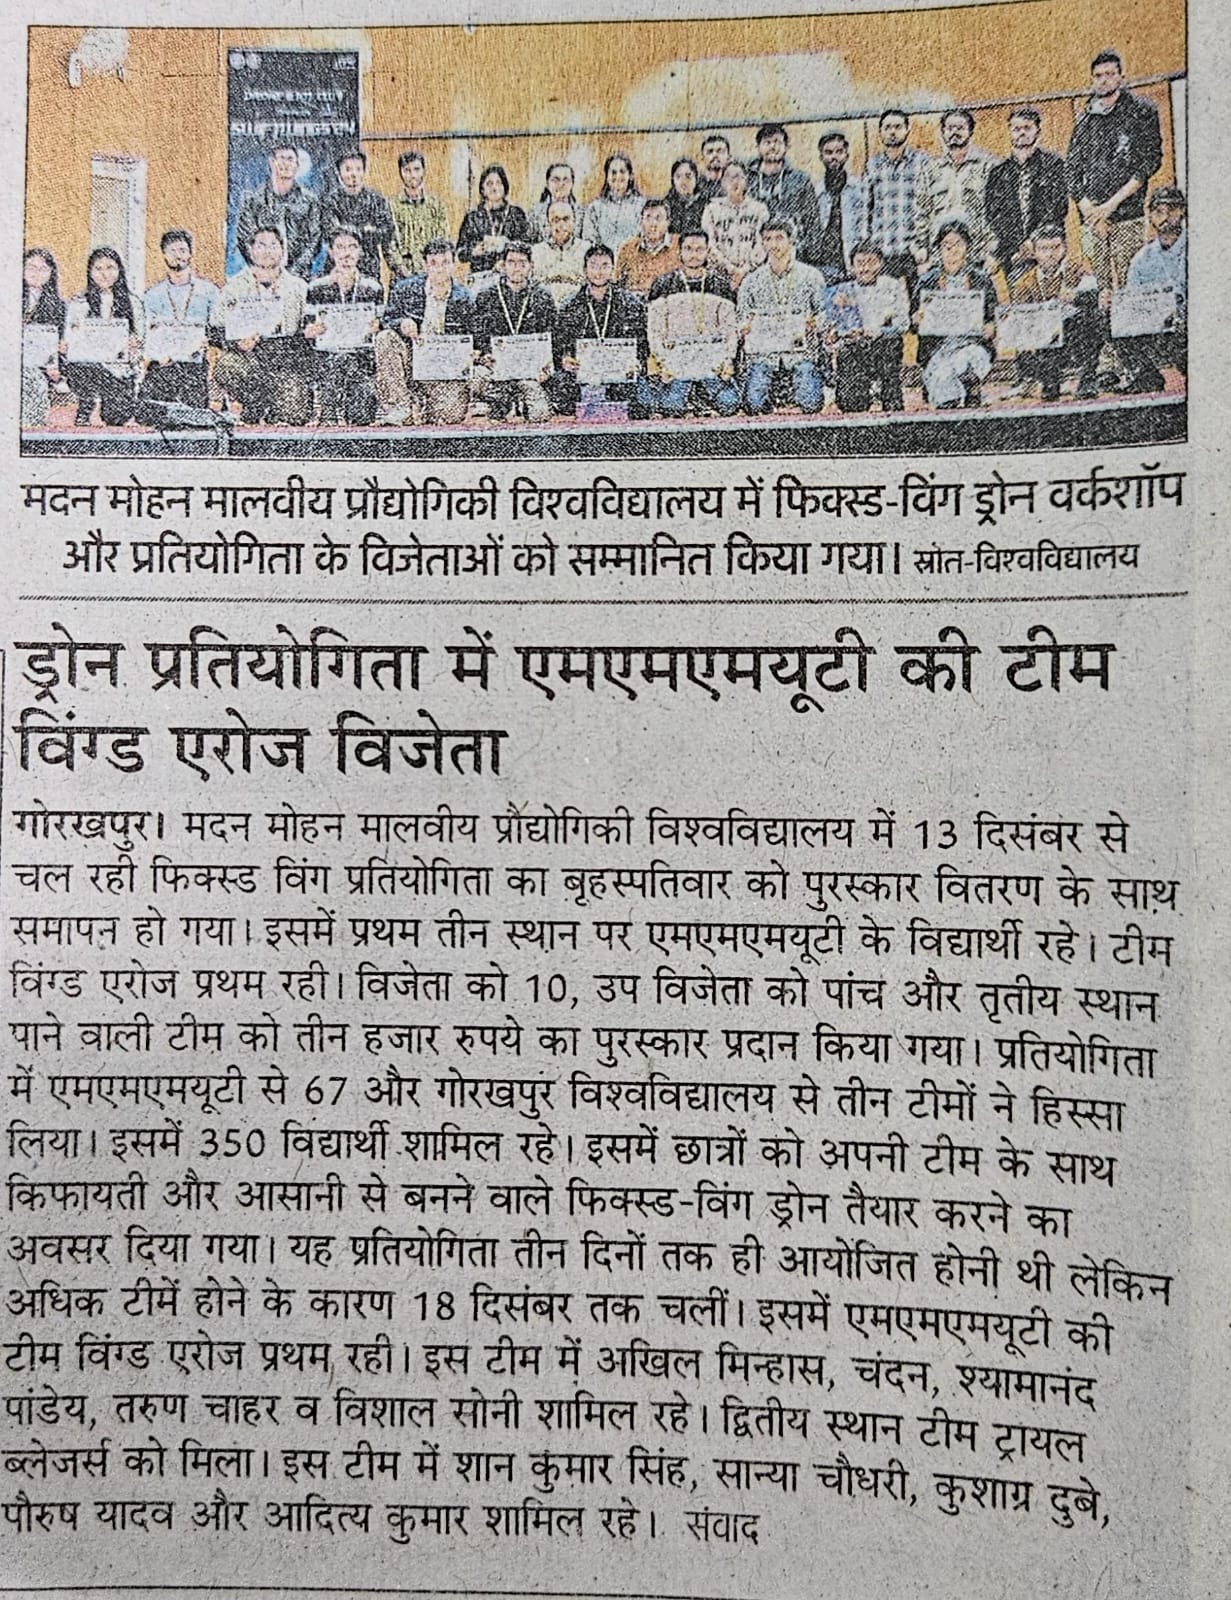 मदन मोहन मालवीय प्रौद्योगिकी विश्वविद्यालय में फिक्स्ड-विंग ड्रोन वर्कशॉप
और प्रतियोगिता के विजेताओं को सम्मानित किया गया। स्रोत-विश्वविद्यालय
ड्रोन प्रतियोगिता में एमएमएमयूटी की टीम
विंग्ड एरोज विजेता
गोरखपुर। मदन मोहन मालवीय प्रौद्योगिकी विश्वविद्यालय में 13 दिसंबर से
चल रही फिक्स्ड विंग प्रतियोगिता का बृहस्पतिवार को पुरस्कार वितरण के साथ
समापन हो गया। इसमें प्रथम तीन स्थान पर एमएमएमयूटी के विद्यार्थी रहे। टीम
विंग्ड एरोज प्रथम रही। विजेता को 10, उप विजेता को पांच और तृतीय स्थान
पाने वाली टीम को तीन हजार रुपये का पुरस्कार प्रदान किया गया। प्रतियोगिता
में एमएमएमयूटी से 67 और गोरखपुर विश्वविद्यालय से तीन टीमों ने हिस्सा
लिया। इसमें 350 विद्यार्थी शामिल रहे। इसमें छात्रों को अपनी टीम के साथ
किफायती और आसानी से बनने वाले फिक्स्ड-विंग ड्रोन तैयार करने का
अवसर दिया गया। यह प्रतियोगिता तीन दिनों तक ही आयोजित होनी थी लेकिन
अधिक टीमें होने के कारण 18 दिसंबर तक चलीं। इसमें एमएमएमयूटी की
टीम विंग्ड एरोज प्रथम रही। इस टीम में अखिल मिन्हास, चंदन, श्यामानंद
पांडेय, तरुण चाहर व विशाल सोनी शामिल रहे। द्वितीय स्थान टीम ट्रायल
ब्लेजर्स को मिला। इस टीम में शान कुमार सिंह, सान्या चौधरी, कुशाग्र दुबे,
पौरुष यादव और आदित्य कुमार शामिल रहे। संवाद